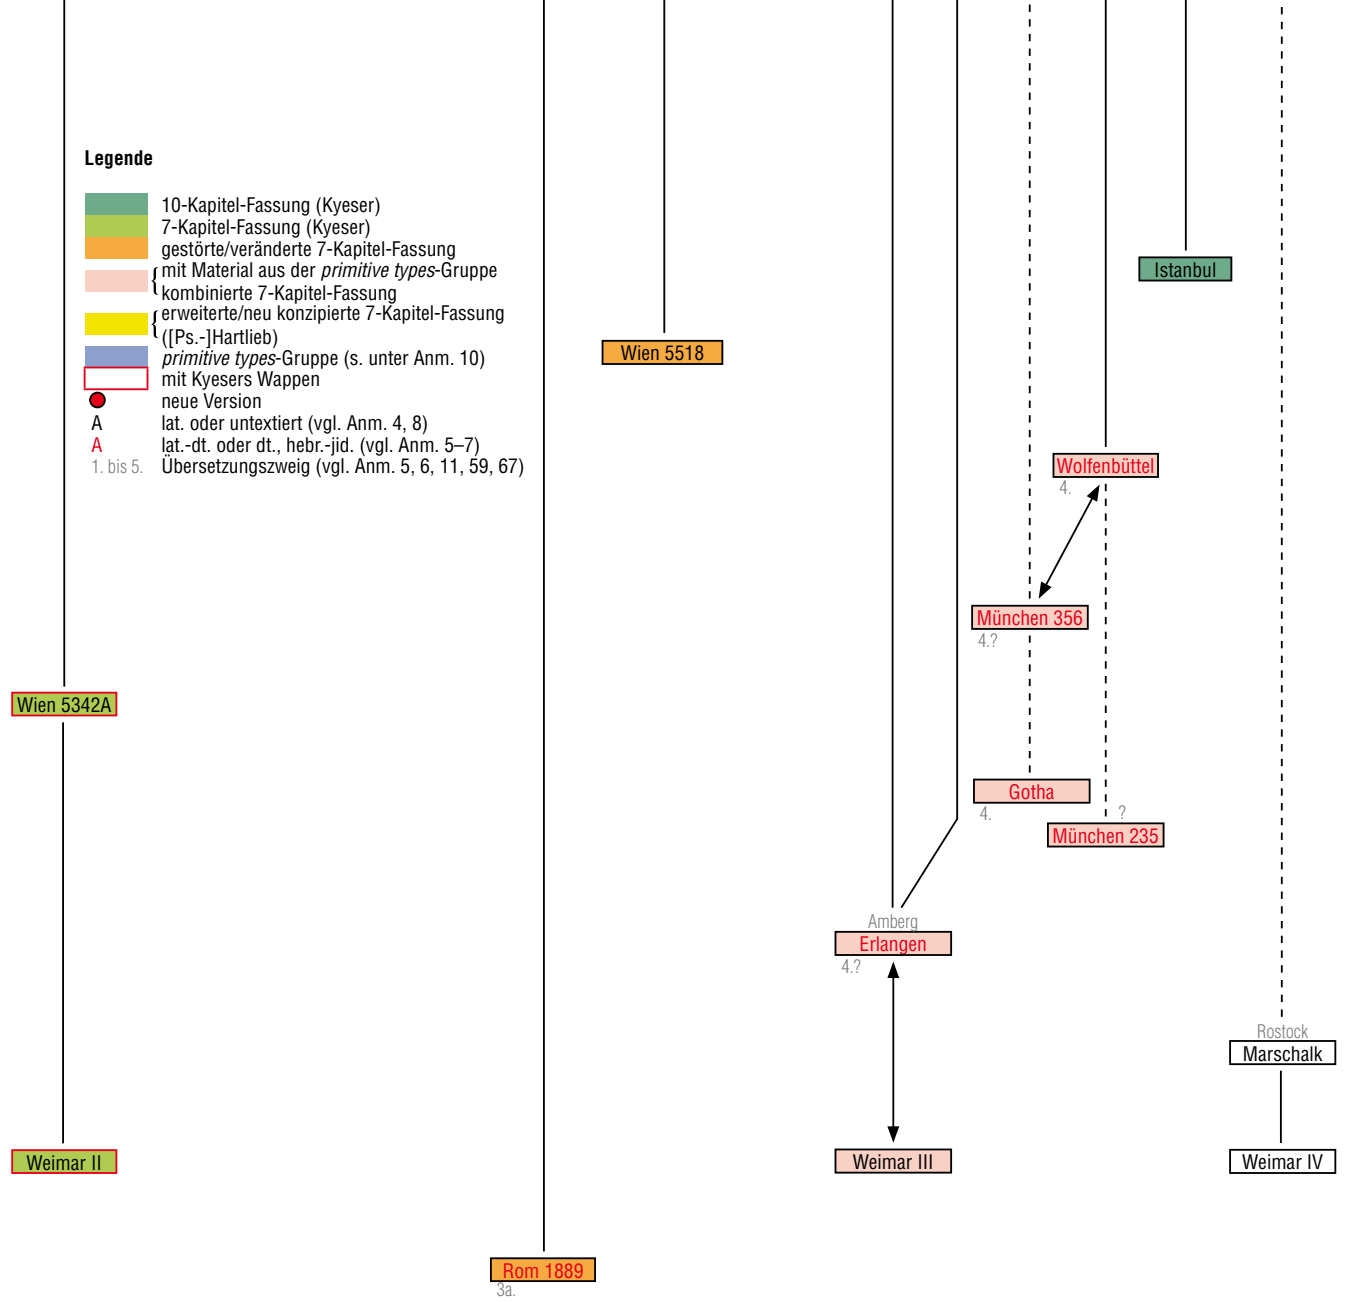 Legende
10-Kapitel-Fassung (Kyeser)
7-Kapitel-Fassung (Kyeser)
gestörte/veränderte 7-Kapitel-Fassung
mit Material aus der primitive types-Gruppe
kombinierte 7-Kapitel-Fassung
erweiterte/neu konzipierte 7-Kapitel-Fassung
([Ps.-]Hartlieb)
primitive types-Gruppe (s. unter Anm. 10)
mit Kyesers Wappen
neue Version
A lat. oder untextiert (vgl. Anm. 4, 8)
A lat.-dt. oder dt., hebr.-jid. (vgl. Anm. 5–7)
1. bis 5. Übersetzungszweig (vgl. Anm. 5, 6, 11, 59, 67)
Istanbul
Wien 5518
Wolfenbüttel
4.
München 356
4.?
Wien 5342A
Gotha
4.
?
München 235
Amberg
Erlangen
4.?
Rostock
Marschalk
Weimar II
Weimar III
Weimar IV
Rom 1889
3a.